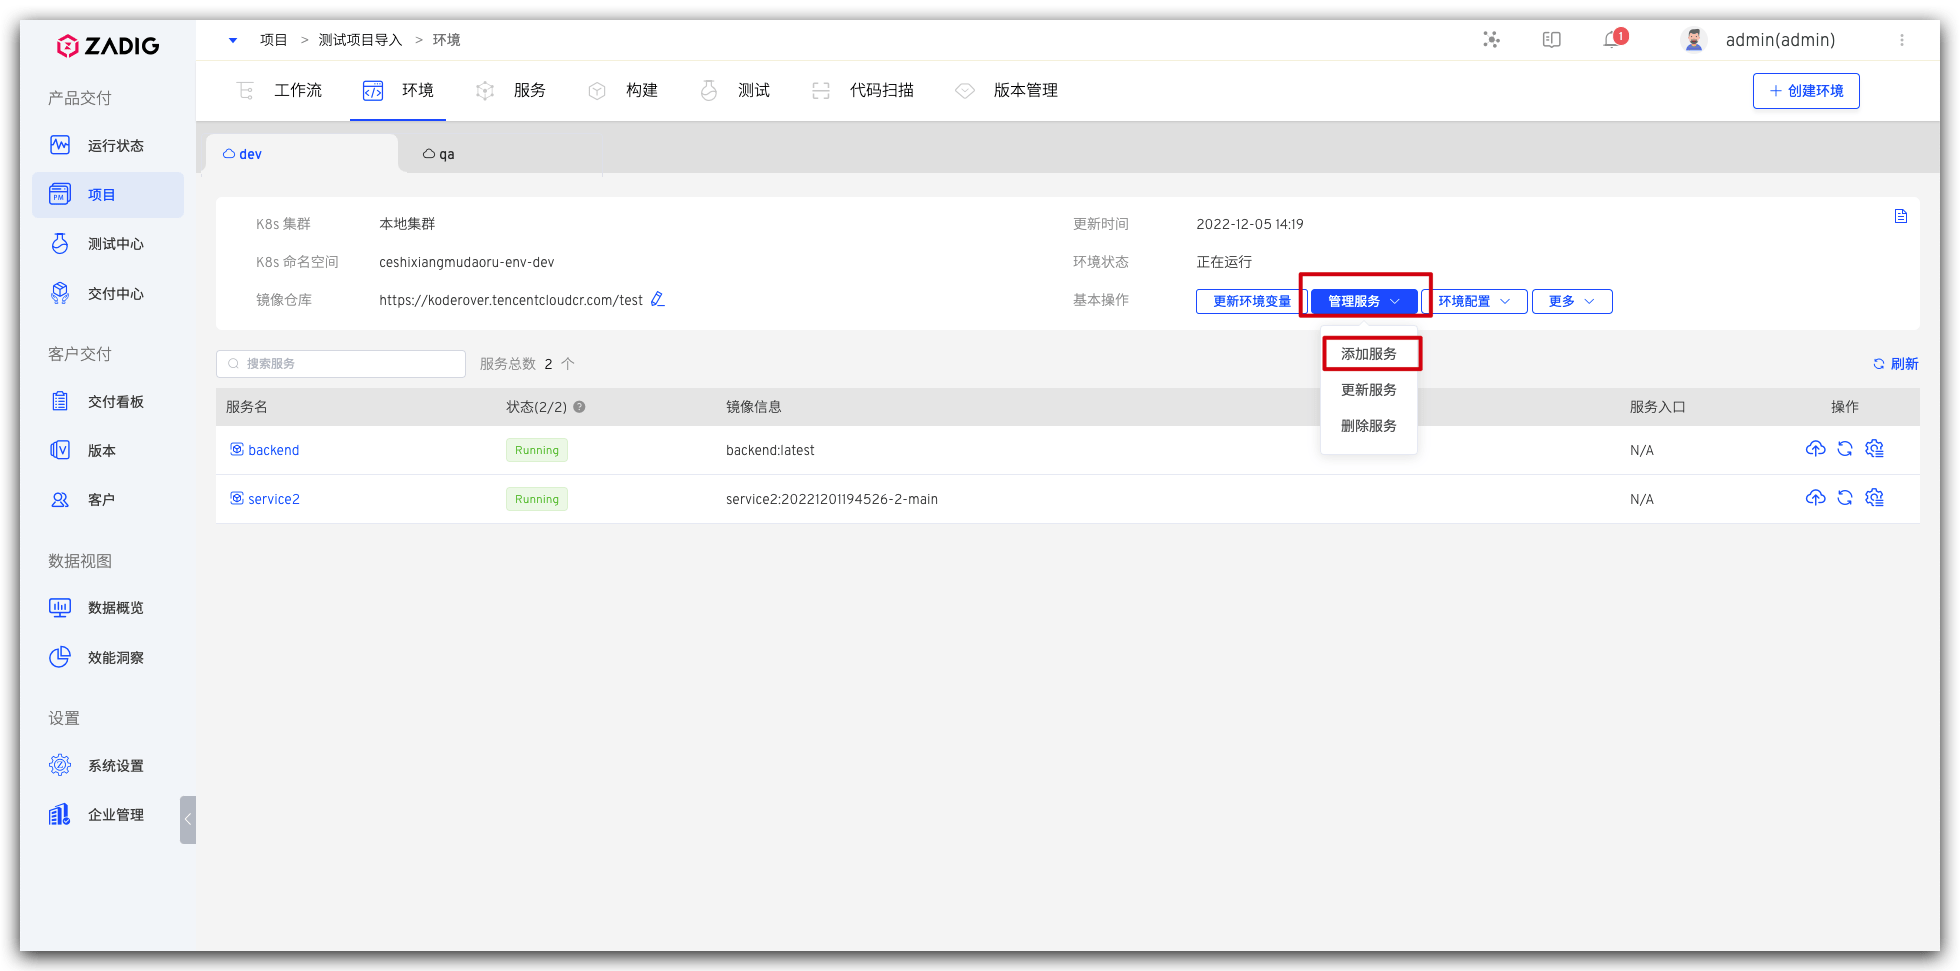 ZADIG
产品交付
运行状态
项目
测试中心
交付中心
客户交付
交付看板
版本
客户
数据视图
数据概览
效能洞察
设置
系统设置
企业管理
项目 > 测试项目导入 > 环境
1
admin(admin)
工作流 环境 服务 构建 测试 代码扫描 版本管理
+ 创建环境
dev qa
K8s 集群 本地集群 更新时间 2022-12-05 14:19
K8s 命名空间 ceshixiangmudaoru-env-dev 环境状态 正在运行
镜像仓库 https://koderover.tencentcloudcr.com/test 基本操作 更新环境变量 管理服务 环境配置 更多
添加服务
更新服务
删除服务
搜索服务 服务总数 2 个 刷新
服务名 状态(2/2) ? 镜像信息 服务入口 操作
backend Running backend:latest N/A
service2 Running service2:20221201194526-2-main N/A